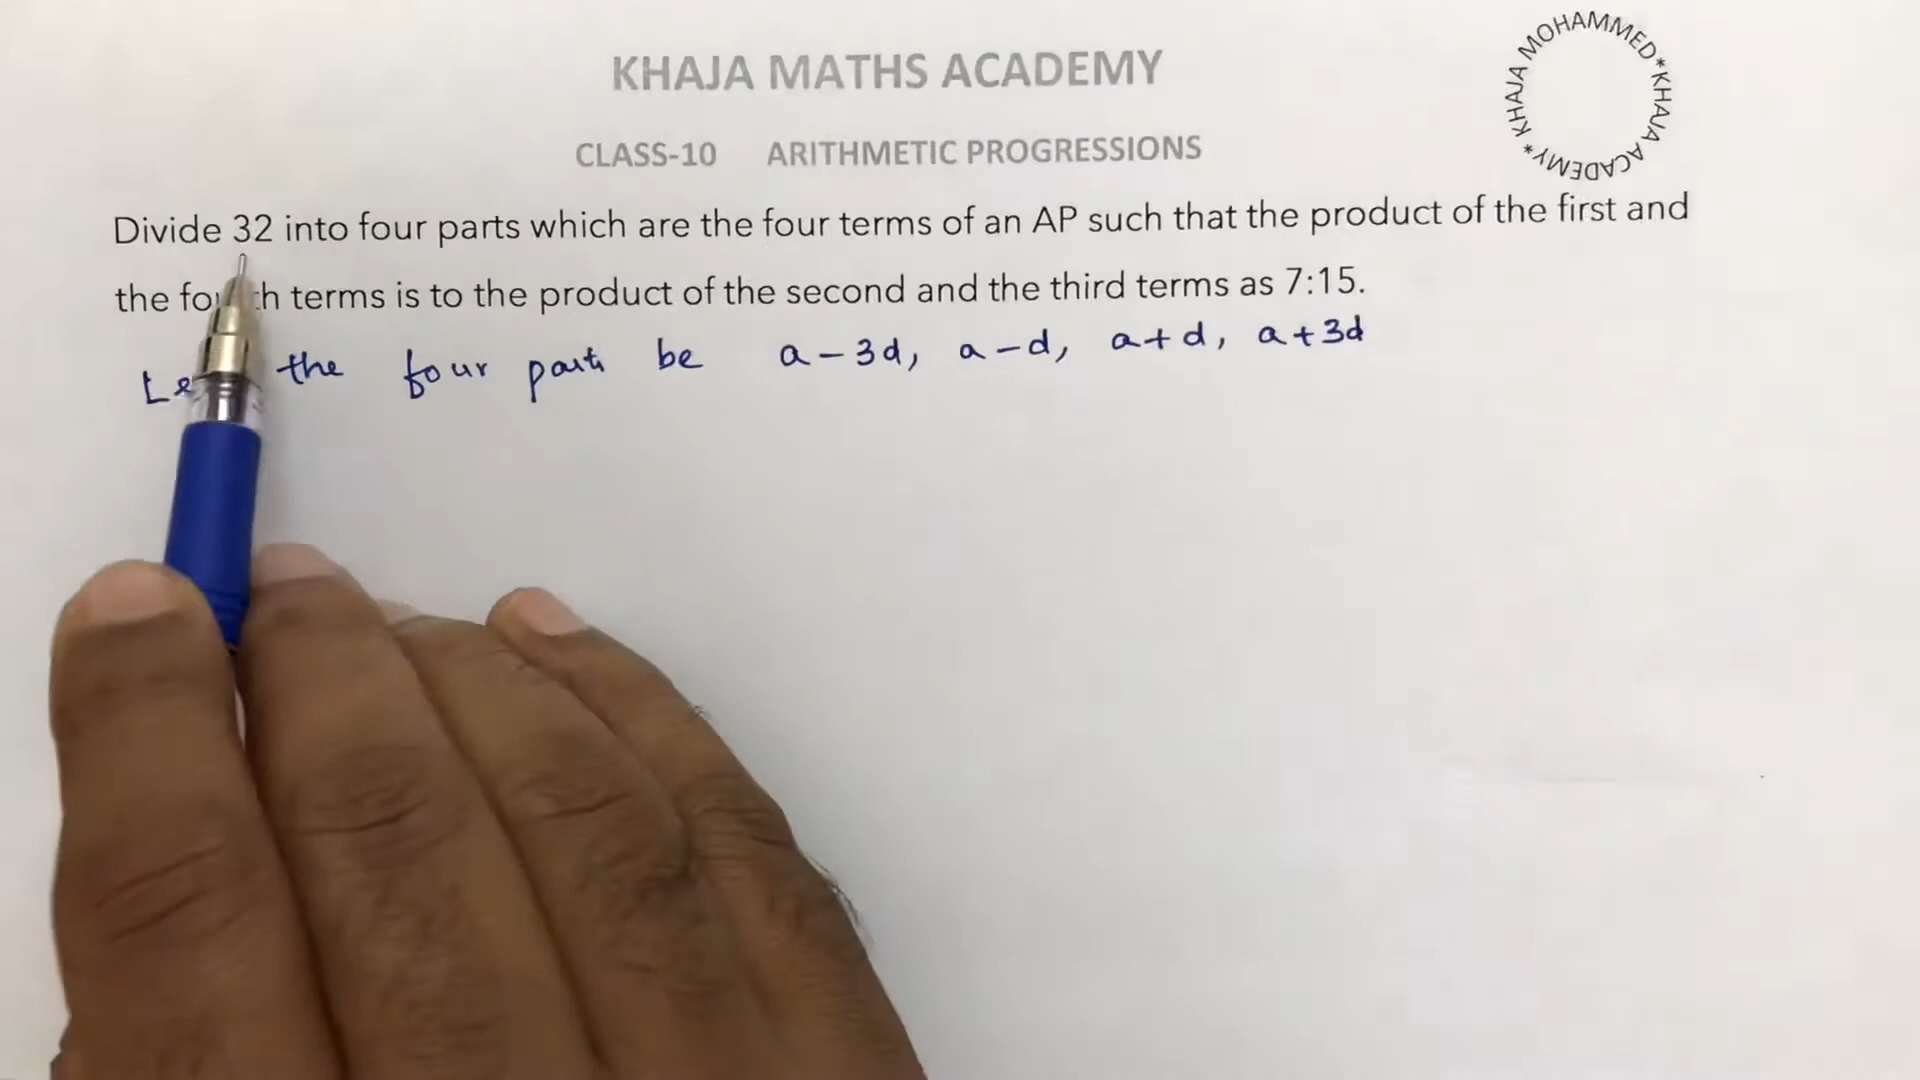 KHAJA MATHS ACADEMY
KHAJA MOHAMMED*KHAJA ACADEMY*
CLASS-10 ARITHMETIC PROGRESSIONS
Divide 32 into four parts which are the four terms of an AP such that the product of the first and
the fourth terms is to the product of the second and the third terms as 7:15.
Let the four parts be a-3d, a-d, a+d, a+3d